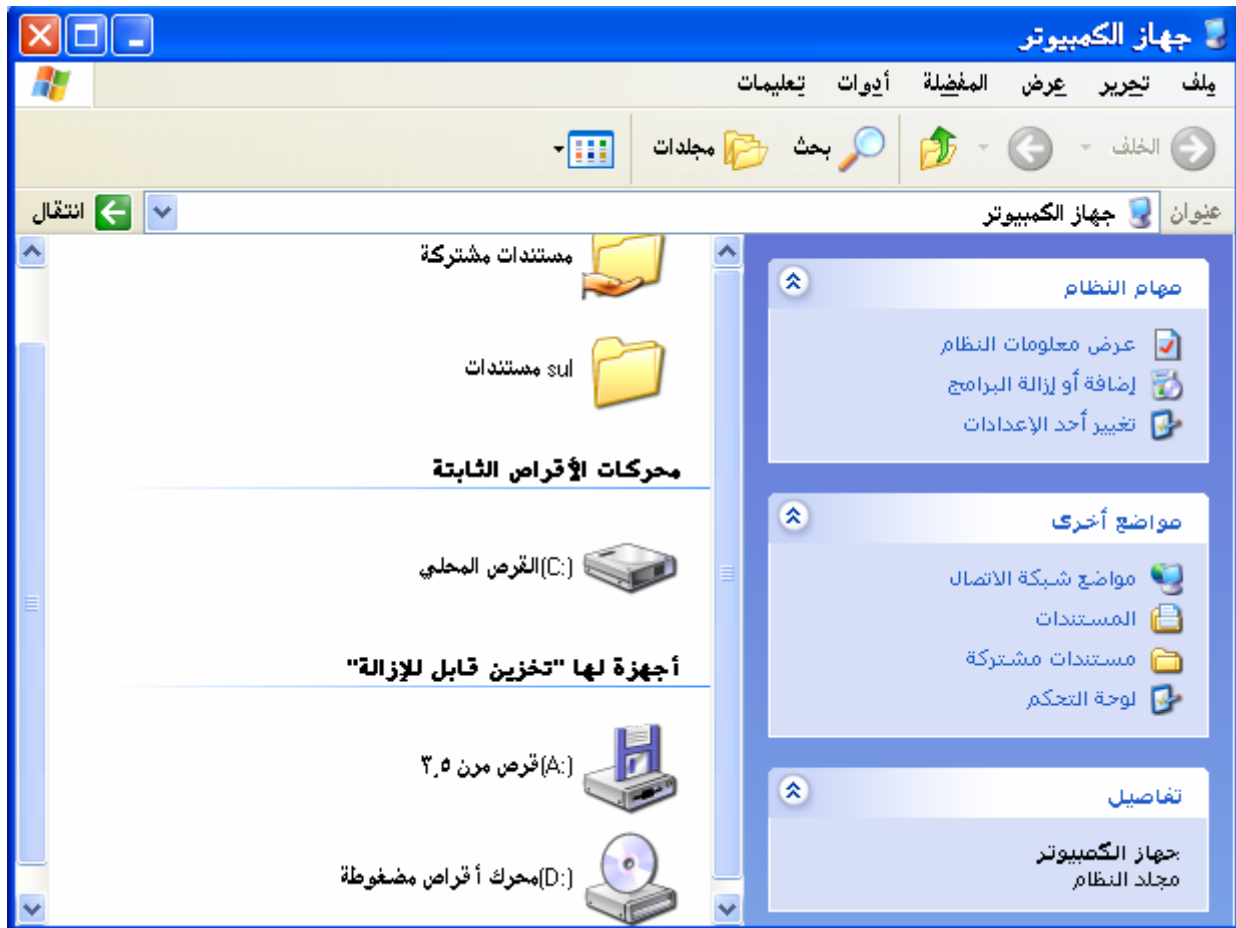 جهاز الكمبيوتر
ملف تحرير عرض المفضلة أدوات تعليمات
الخلف بحث مجلدات
عنوان جهاز الكمبيوتر انتقال
مهام النظام
عرض معلومات النظام
إضافة أو إزالة البرامج
تغيير أحد الإعدادات
مواضع أخرى
مواضع شبكة الاتصال
المستندات
مستندات مشتركة
لوحة التحكم
تفاصيل
جهاز الكمبيوتر
مجلد النظام
مستندات مشتركة
sul مستندات
محركات الأقراص الثابتة
(C:)القرص المحلي
أجهزة لها "تخزين قابل للإزالة"
(A:)قرص مرن ٣,٥
(D:)محرك أقراص مضغوطة